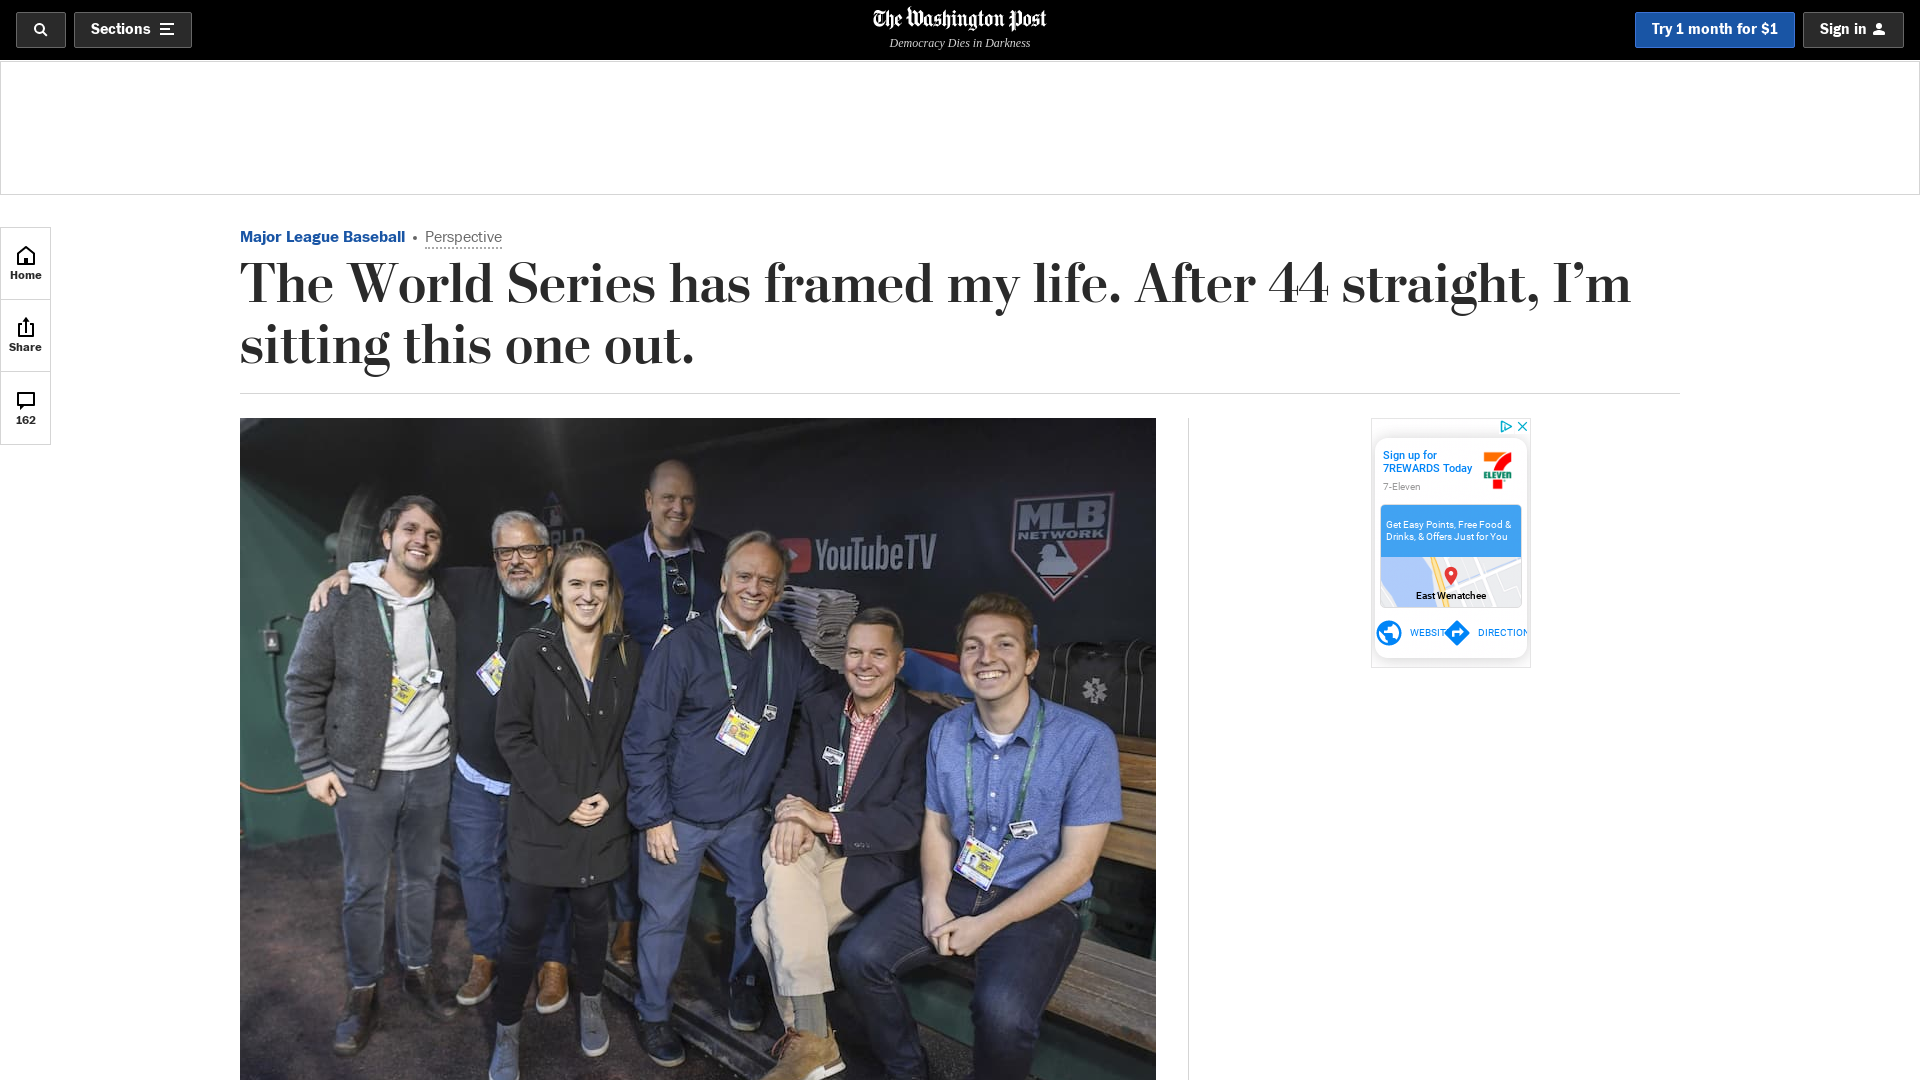 Sections
The Washington Post
Democracy Dies in Darkness
Try 1 month for $1
Sign in
Home
Share
162
Major League Baseball • Perspective
The World Series has framed my life. After 44 straight, I’m
sitting this one out.
YouTubeTV
MLB
NETWORK
Sign up for
7REWARDS Today
7-Eleven
ELEVEN
Get Easy Points, Free Food &
Drinks, & Offers Just for You
East Wenatchee
WEBSIT
DIRECTION